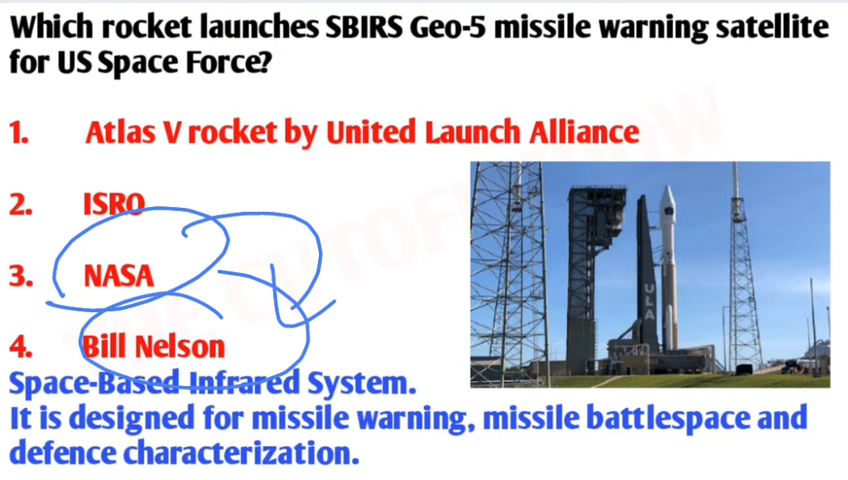 Which rocket launches SBIRS Geo-5 missile warning satellite
for US Space Force?
1. Atlas V rocket by United Launch Alliance
2. ISRO
3. NASA
4. Bill Nelson
Space-Based Infrared System.
It is designed for missile warning, missile battlespace and
defence characterization.
ULA